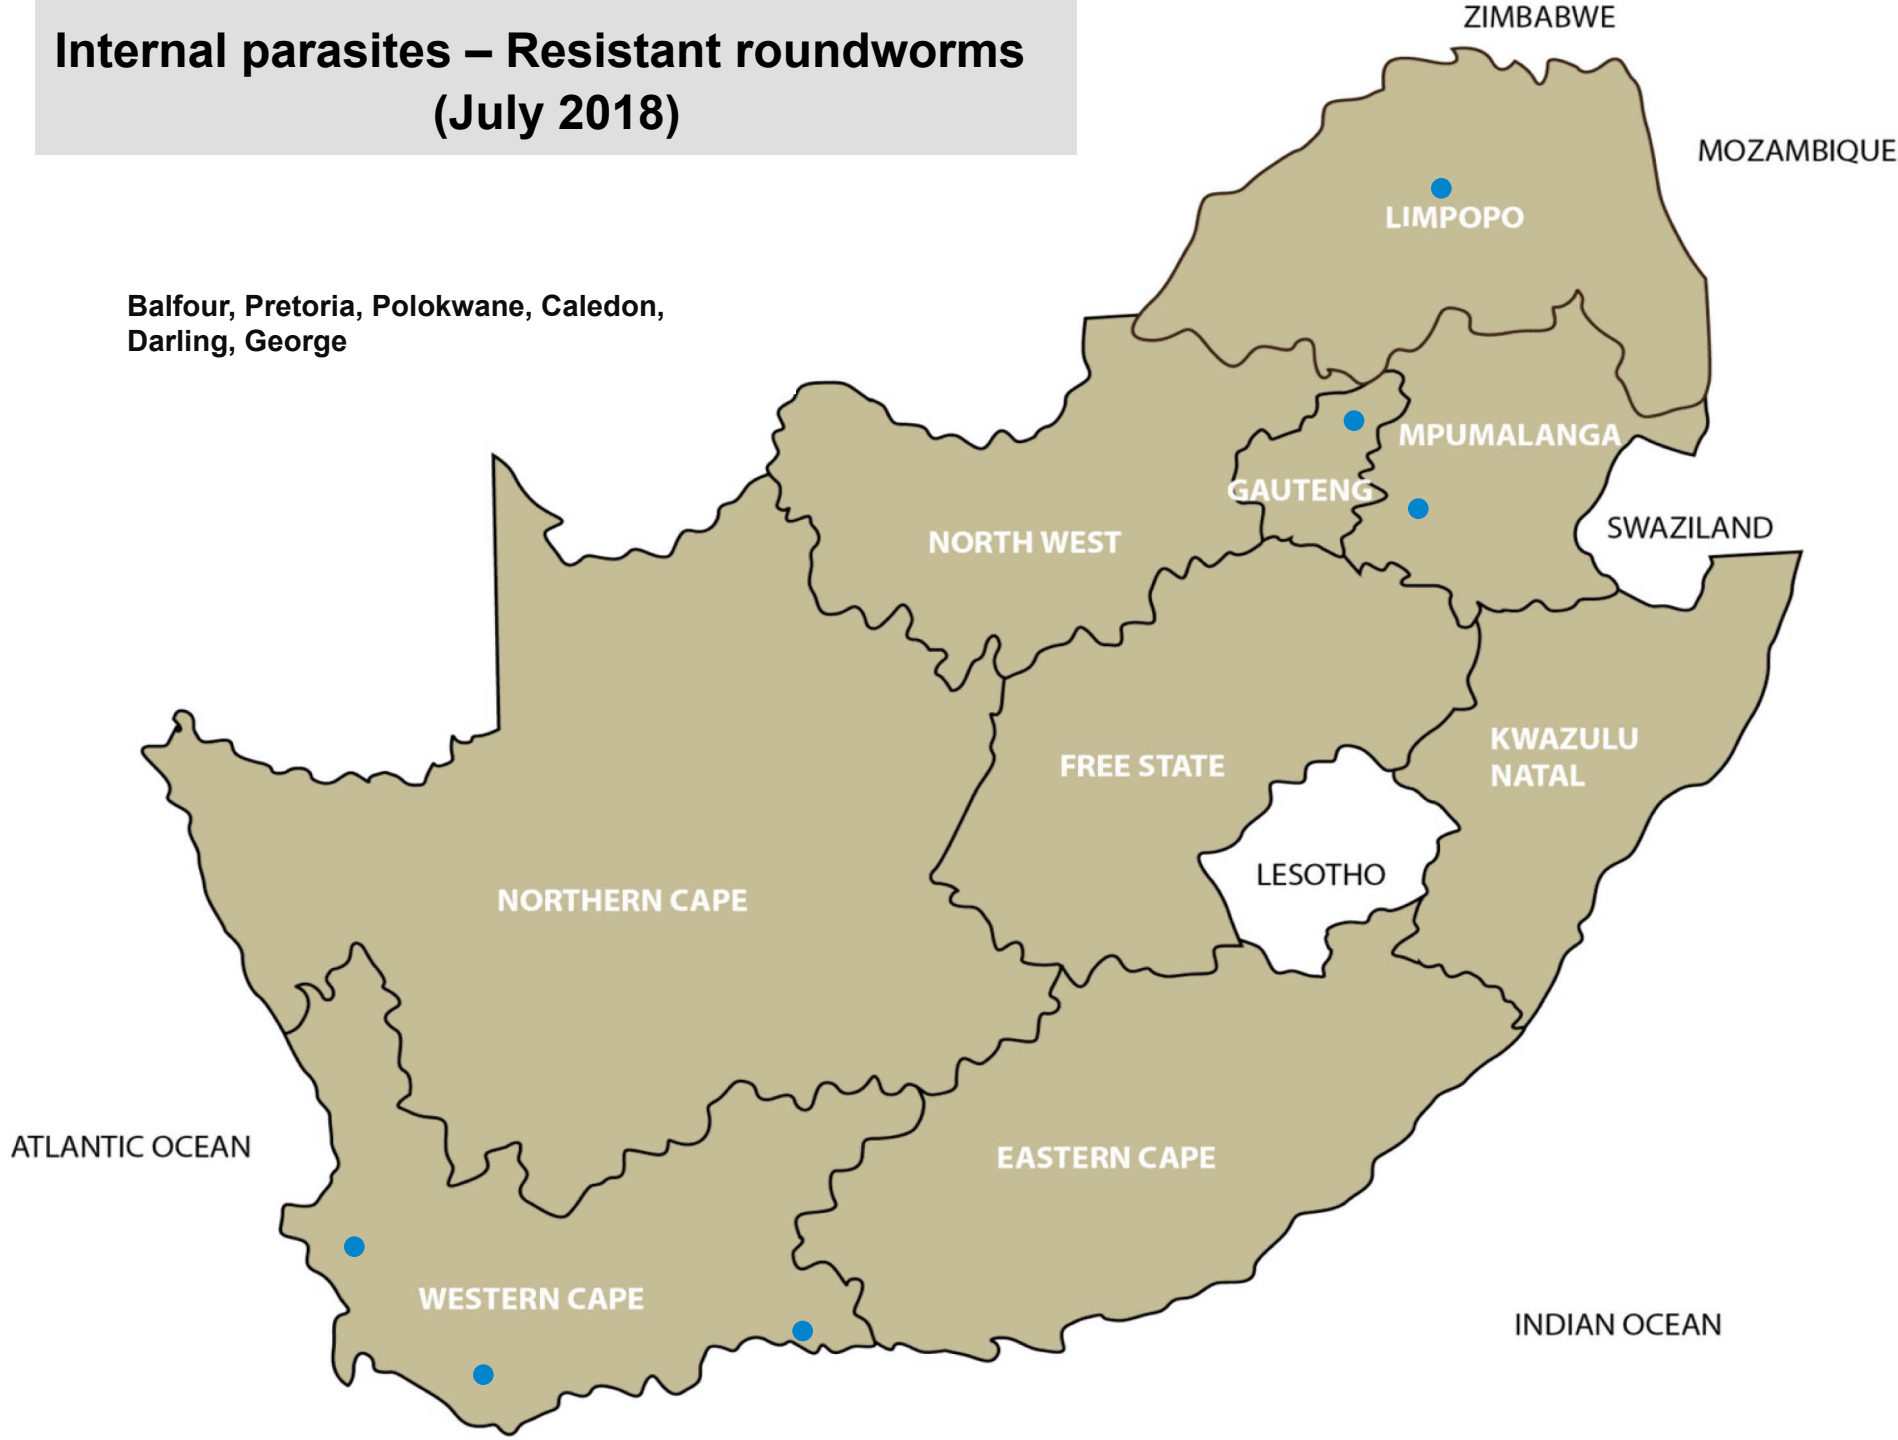 Internal parasites – Resistant roundworms
(July 2018)
ZIMBABWE
MOZAMBIQUE
LIMPOPO
Balfour, Pretoria, Polokwane, Caledon,
Darling, George
MPUMALANGA
GAUTENG
SWAZILAND
NORTH WEST
KWAZULU
NATAL
FREE STATE
LESOTHO
NORTHERN CAPE
ATLANTIC OCEAN
EASTERN CAPE
WESTERN CAPE
INDIAN OCEAN